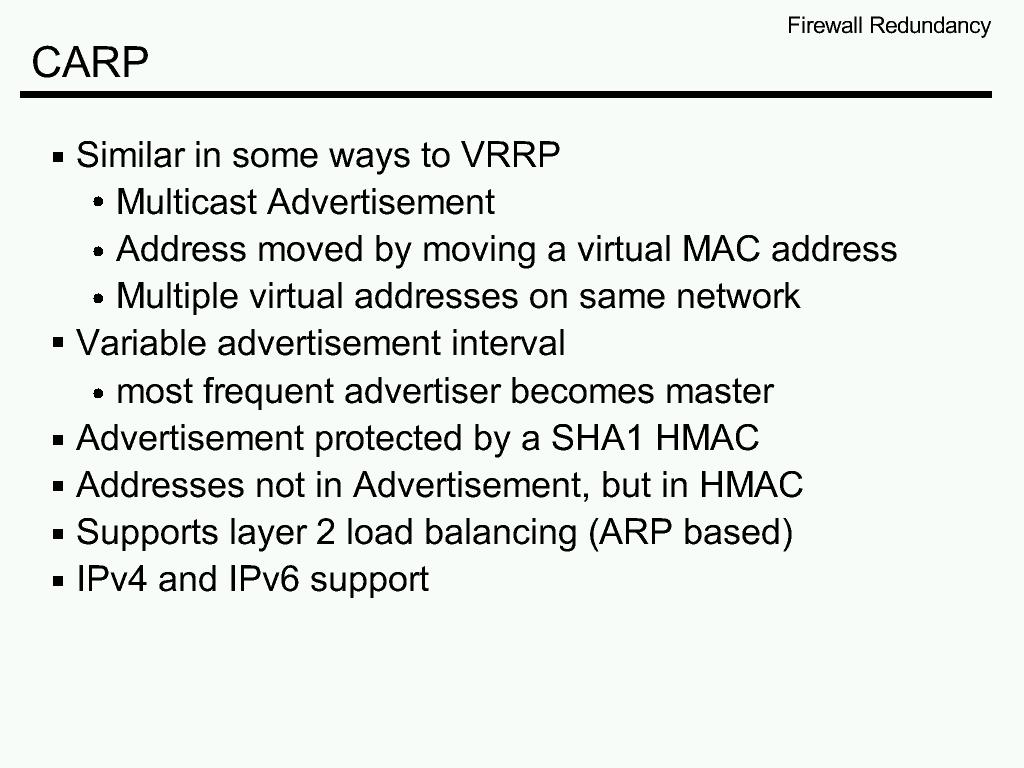 Firewall Redundancy
CARP
▪ Similar in some ways to VRRP
• Multicast Advertisement
• Address moved by moving a virtual MAC address
• Multiple virtual addresses on same network
▪ Variable advertisement interval
• most frequent advertiser becomes master
▪ Advertisement protected by a SHA1 HMAC
▪ Addresses not in Advertisement, but in HMAC
▪ Supports layer 2 load balancing (ARP based)
▪ IPv4 and IPv6 support